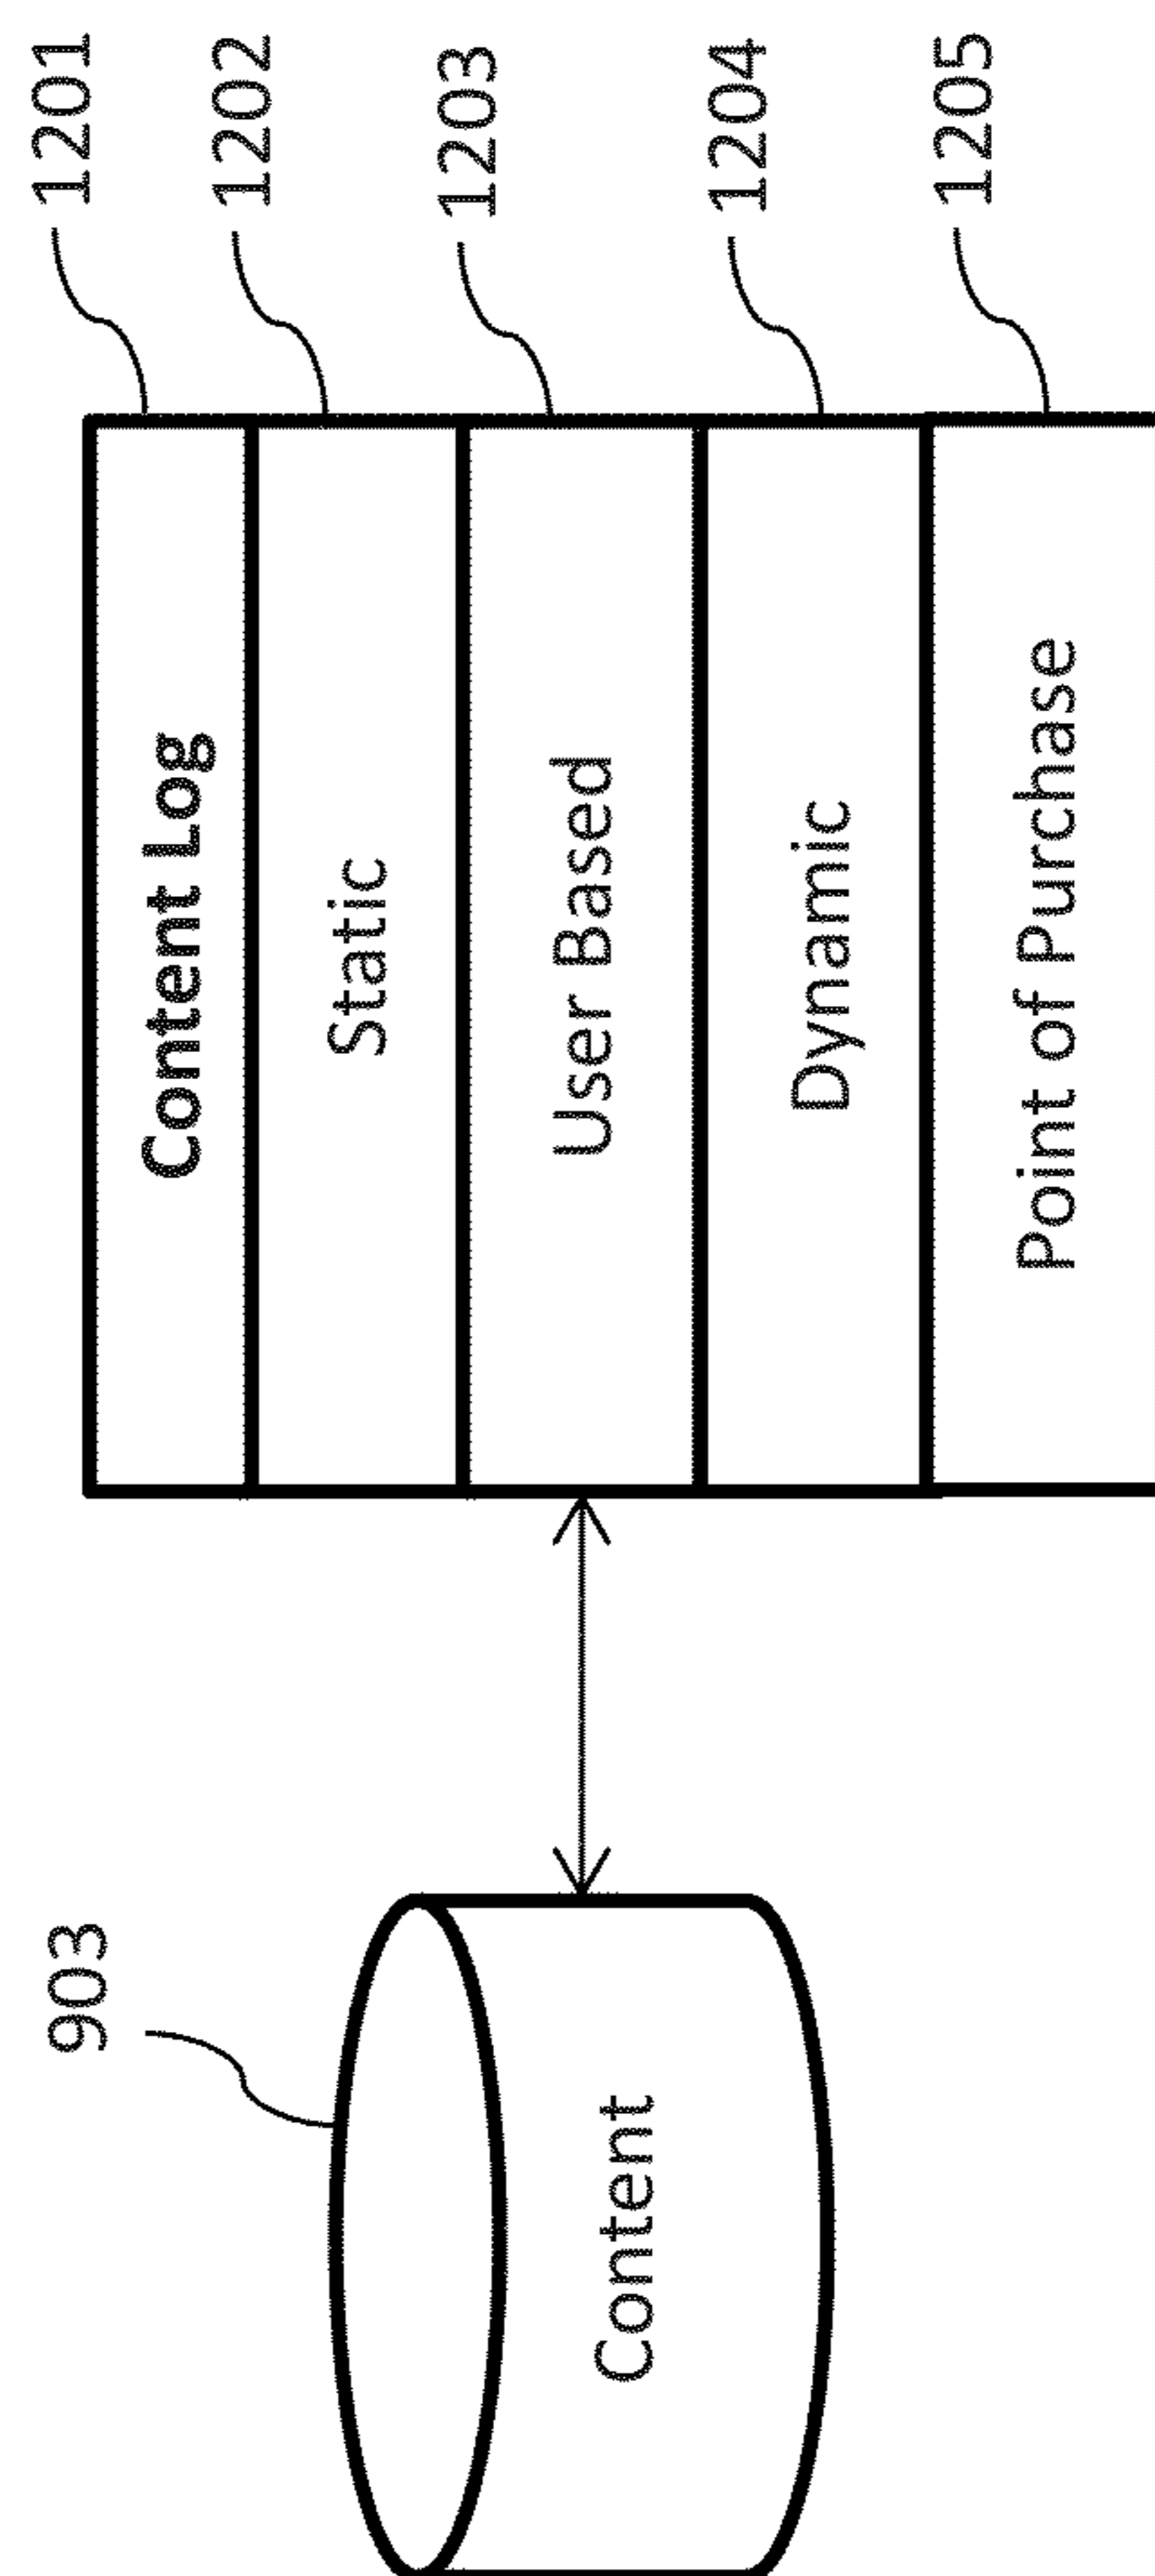 903
Content
Content Log
1201
Static
1202
User Based
1203
Dynamic
1204
Point of Purchase
1205